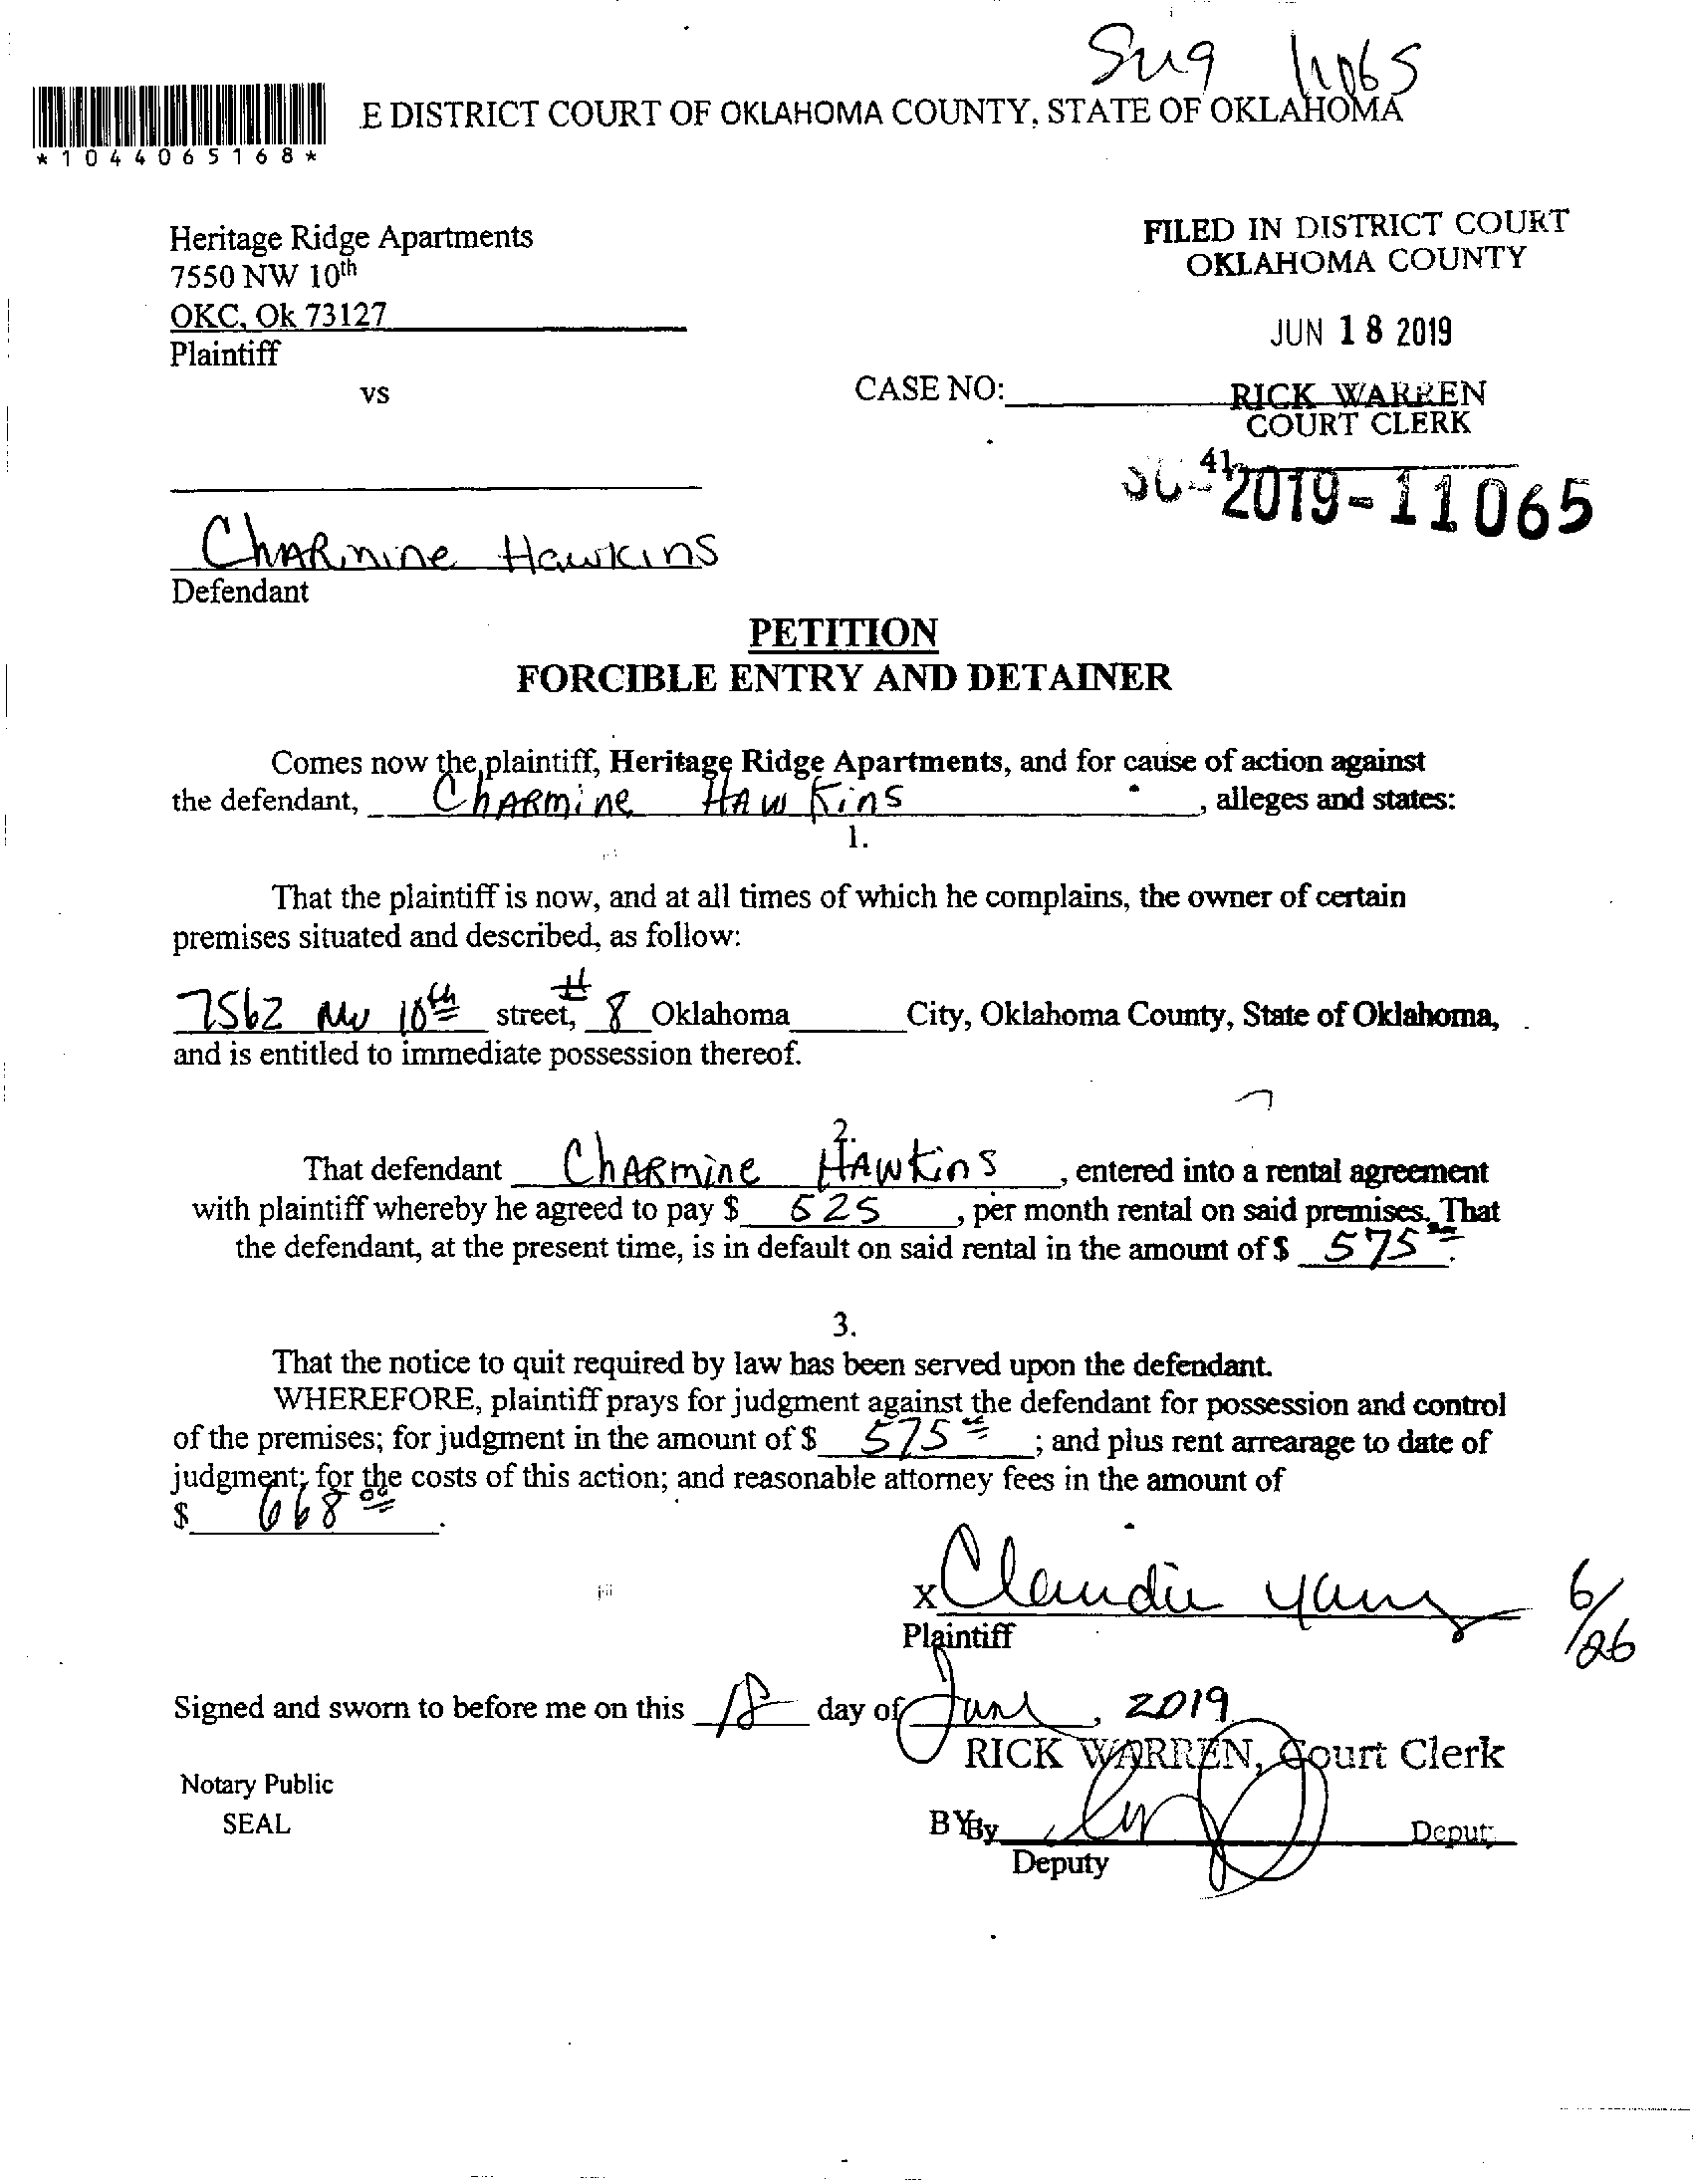 *1044065168*
E DISTRICT COURT OF OKLAHOMA COUNTY, STATE OF OKLAHOMA
Heritage Ridge Apartments
7550 NW 10th
OKC, Ok 73127
Plaintiff
vs
FILED IN DISTRICT COURT
OKLAHOMA COUNTY
JUN 18 2019
CASE NO: RICK WARREN
COURT CLERK
41
2019-11065
Charmine Hawkins
Defendant
PETITION
FORCIBLE ENTRY AND DETAINER
Comes now the plaintiff, Heritage Ridge Apartments, and for cause of action against
the defendant, Charmine Hawkins, alleges and states:
1.
That the plaintiff is now, and at all times of which he complains, the owner of certain
premises situated and described, as follow:
7562 NW 10th street, # 8 Oklahoma City, Oklahoma County, State of Oklahoma,
and is entitled to immediate possession thereof.
2.
That defendant Charmine Hawkins, entered into a rental agreement
with plaintiff whereby he agreed to pay $ 625, per month rental on said premises. That
the defendant, at the present time, is in default on said rental in the amount of $ 575.
3.
That the notice to quit required by law has been served upon the defendant.
WHEREFORE, plaintiff prays for judgment against the defendant for possession and control
of the premises; for judgment in the amount of $ 575; and plus rent arrearage to date of
judgment; for the costs of this action; and reasonable attorney fees in the amount of
$ 668 00.
x
Plaintiff
6/26
Signed and sworn to before me on this 18 day of June, 2019
RICK WARREN, Court Clerk
Notary Public
SEAL
BY By Deputy
Deputy